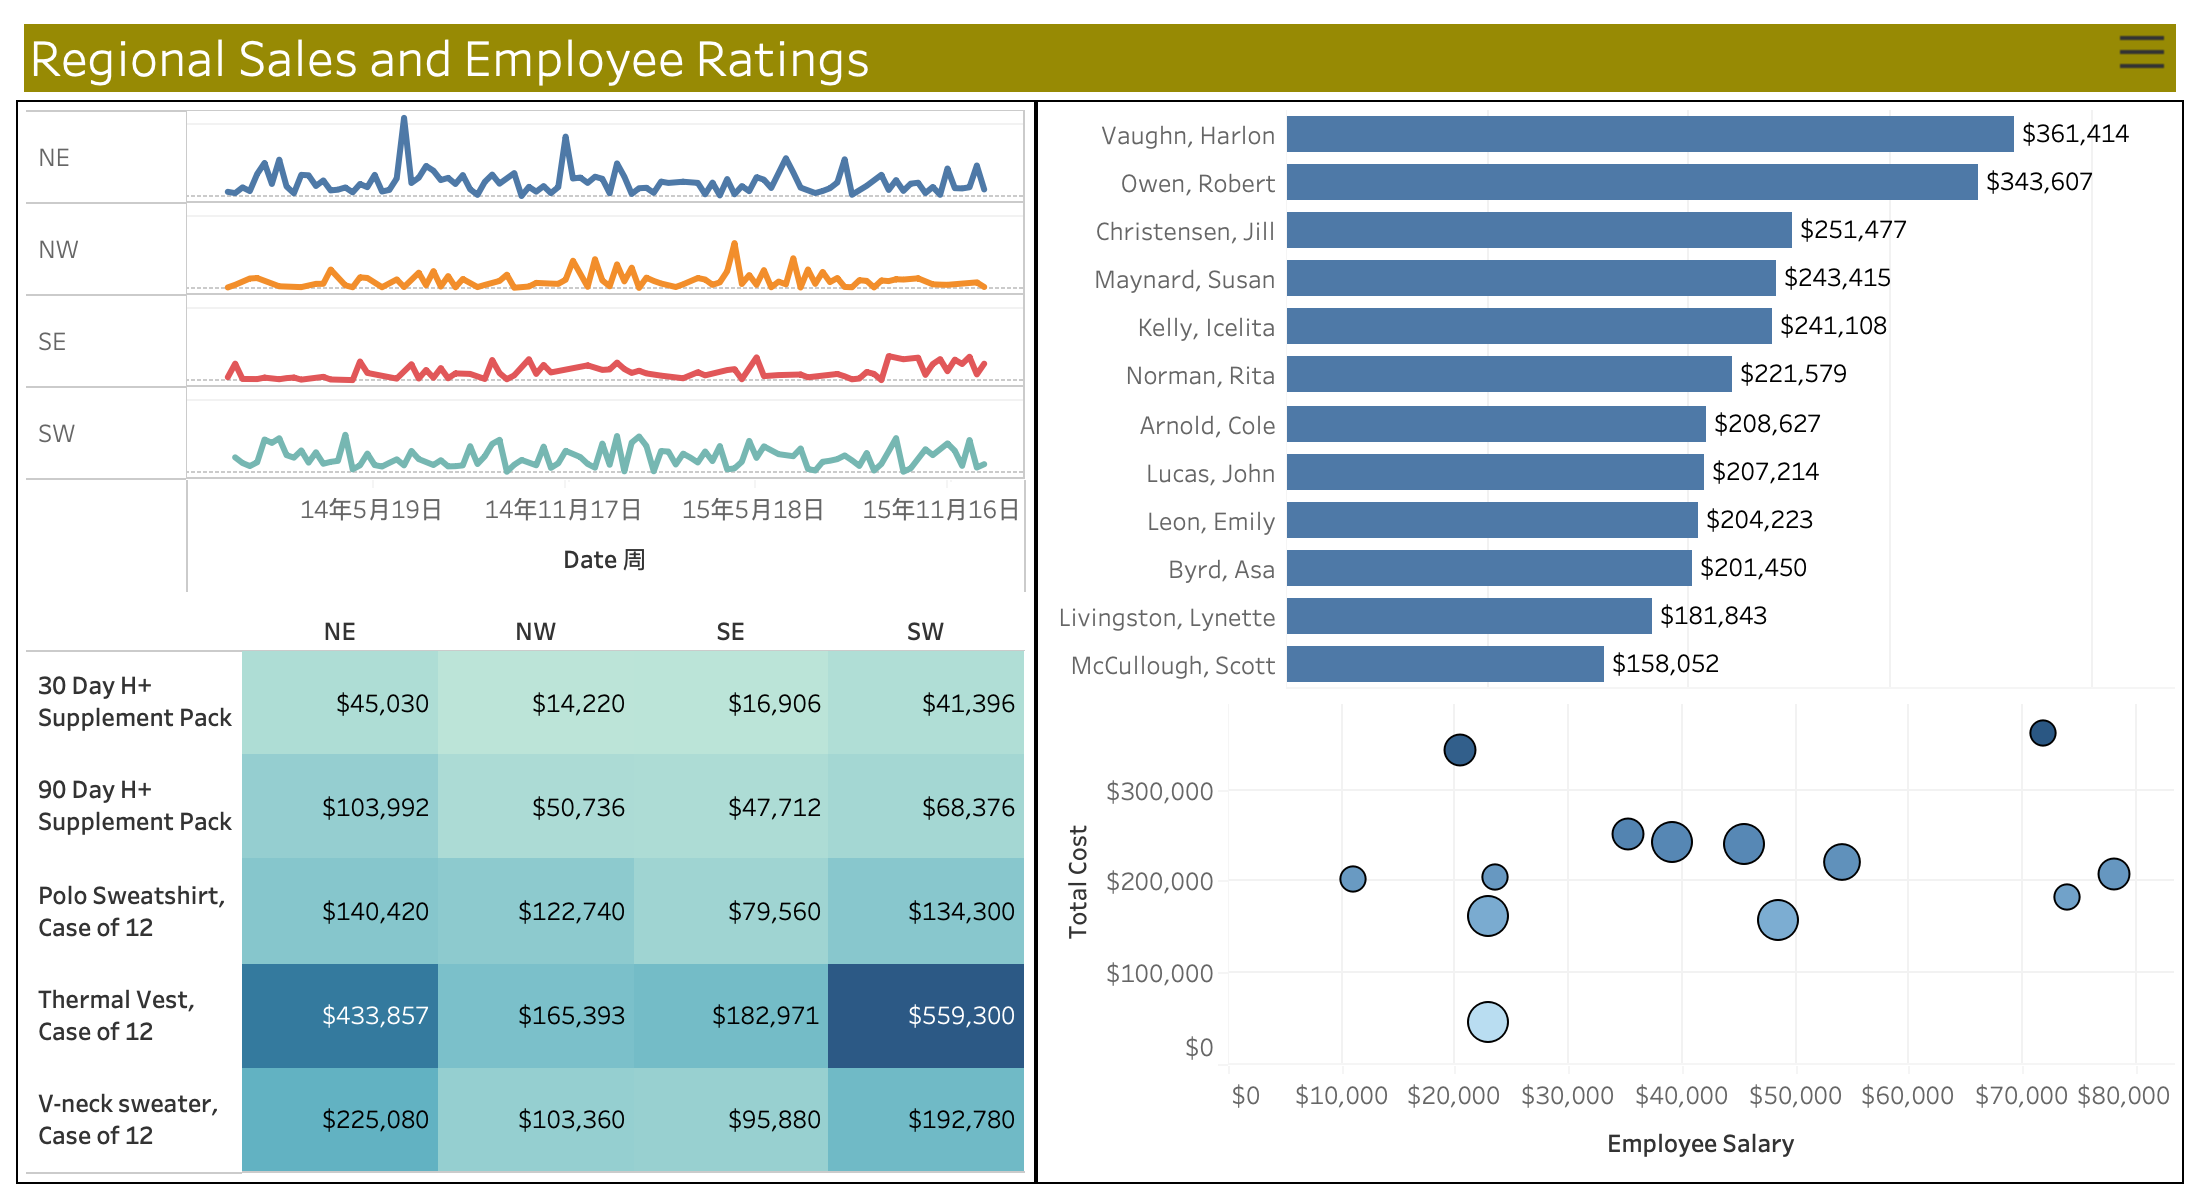 Regional Sales and Employee Ratings
NE
NW
SE
SW
14年5月19日 14年11月17日 15年5月18日 15年11月16日
Date 周
NE NW SE SW
30 Day H+
Supplement Pack
$45,030 $14,220 $16,906 $41,396
90 Day H+
Supplement Pack
$103,992 $50,736 $47,712 $68,376
Polo Sweatshirt,
Case of 12
$140,420 $122,740 $79,560 $134,300
Thermal Vest,
Case of 12
$433,857 $165,393 $182,971 $559,300
V-neck sweater,
Case of 12
$225,080 $103,360 $95,880 $192,780
Vaughn, Harlon $361,414
Owen, Robert $343,607
Christensen, Jill $251,477
Maynard, Susan $243,415
Kelly, Icelita $241,108
Norman, Rita $221,579
Arnold, Cole $208,627
Lucas, John $207,214
Leon, Emily $204,223
Byrd, Asa $201,450
Livingston, Lynette $181,843
McCullough, Scott $158,052
Total Cost
$300,000
$200,000
$100,000
$0
$0 $10,000 $20,000 $30,000 $40,000 $50,000 $60,000 $70,000 $80,000
Employee Salary